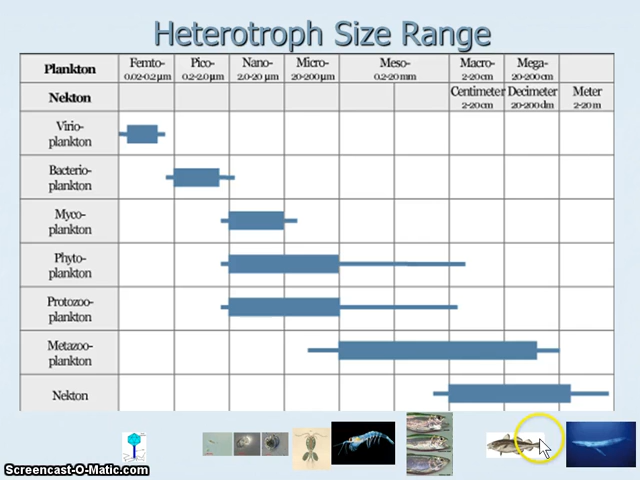 Heterotroph Size Range
Plankton Femto- Pico- Nano- Micro- Meso- Macro- Mega-
0.02-0.2 µm 0.2-2.0 µm 2.0-20 µm 20-200 µm 0.2-20 mm 2-20 cm 20-200 cm
Nekton Centimeter Decimeter Meter
2-20 cm 20-200 dm 2-20 m
Virio-
plankton
Bacterio-
plankton
Myco-
plankton
Phyto-
plankton
Protozoo-
plankton
Metazoo-
plankton
Nekton
Screencast-O-Matic.com